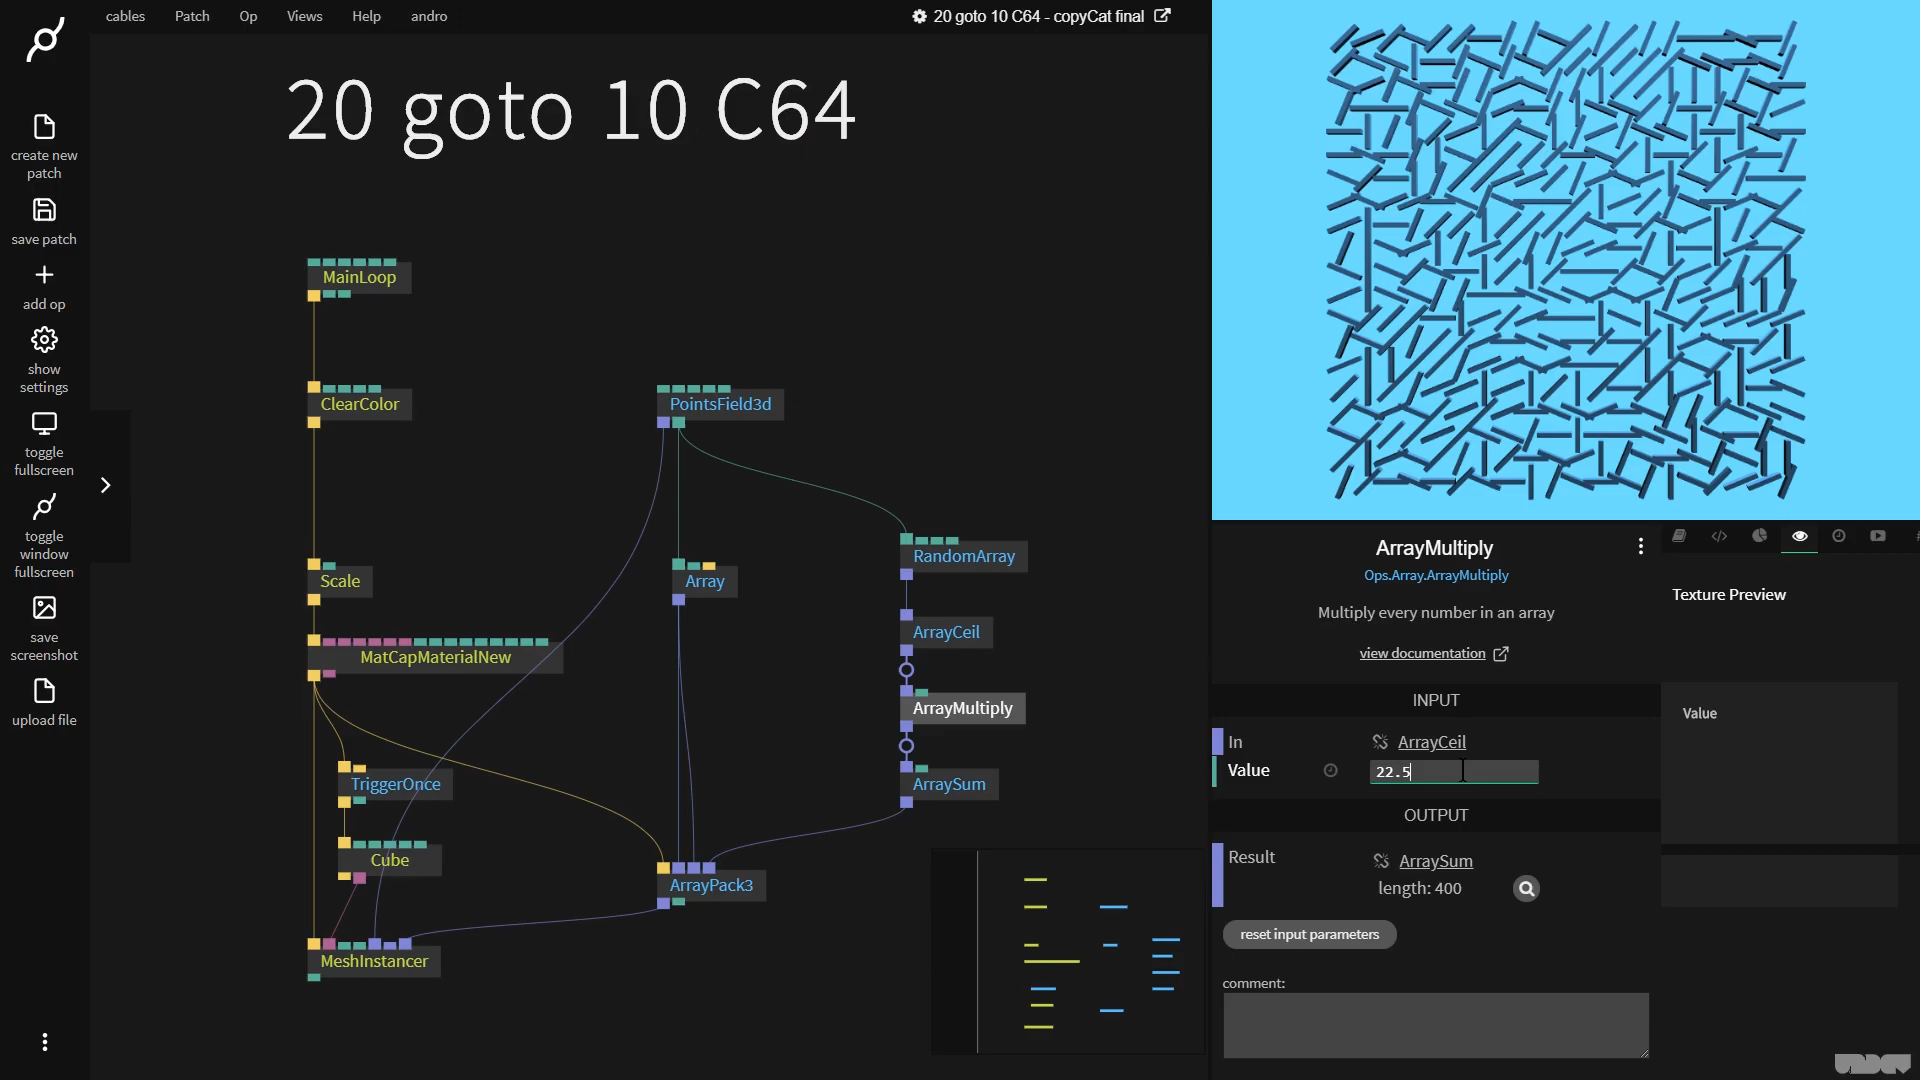 cables Patch Op Views Help andro
20 goto 10 C64 - copyCat final
create new
patch
save patch
add op
show
settings
toggle
fullscreen
toggle
window
fullscreen
save
screenshot
upload file
20 goto 10 C64
MainLoop
ClearColor
PointsField3d
RandomArray
Scale
Array
ArrayCeil
MatCapMaterialNew
ArrayMultiply
TriggerOnce
ArraySum
Cube
ArrayPack3
MeshInstancer
ArrayMultiply
Ops.Array.ArrayMultiply
Multiply every number in an array
view documentation
INPUT
In ArrayCeil
Value 22.5
OUTPUT
Result ArraySum
length: 400
reset input parameters
comment:
Texture Preview
Value